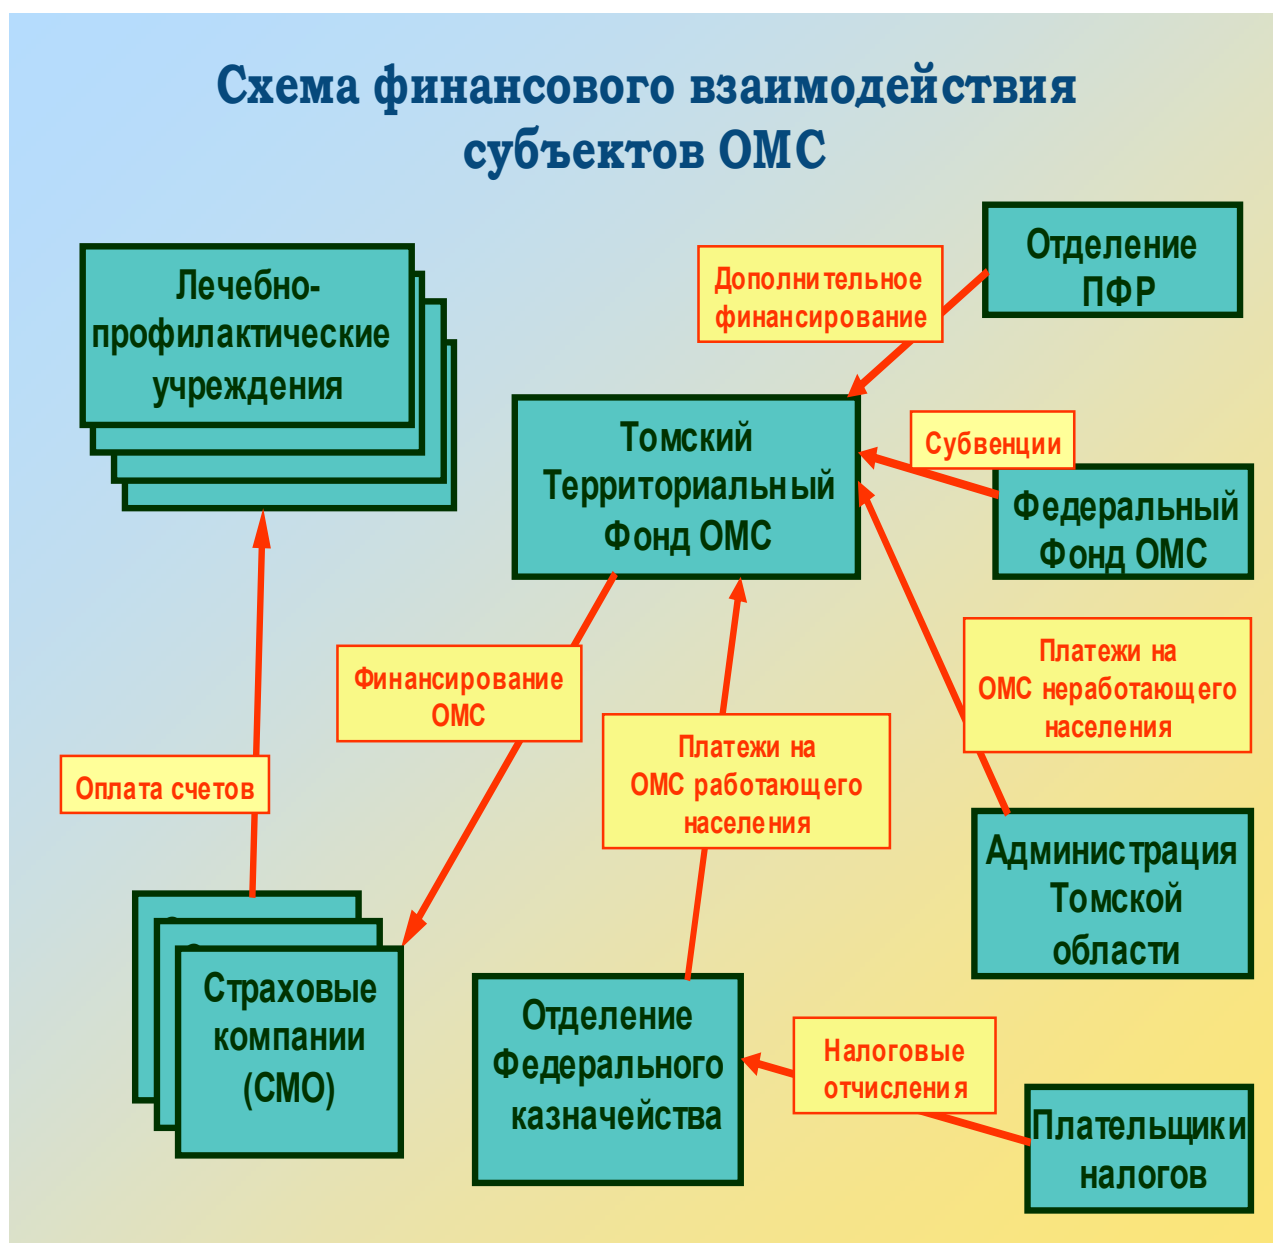 Схема финансового взаимодействия
субъектов ОМС
Отделение
ПФР
Дополнительное
финансирование
Лечебно-
профилактические
учреждения
Томский
Территориальный
Фонд ОМС
Субвенции
Федеральный
Фонд ОМС
Платежи на
ОМС неработающего
населения
Финансирование
ОМС
Платежи на
ОМС работающего
населения
Оплата счетов
Администрация
Томской
области
Страховые
компании
(СМО)
Отделение
Федерального
казначейства
Налоговые
отчисления
Плательщики
налогов